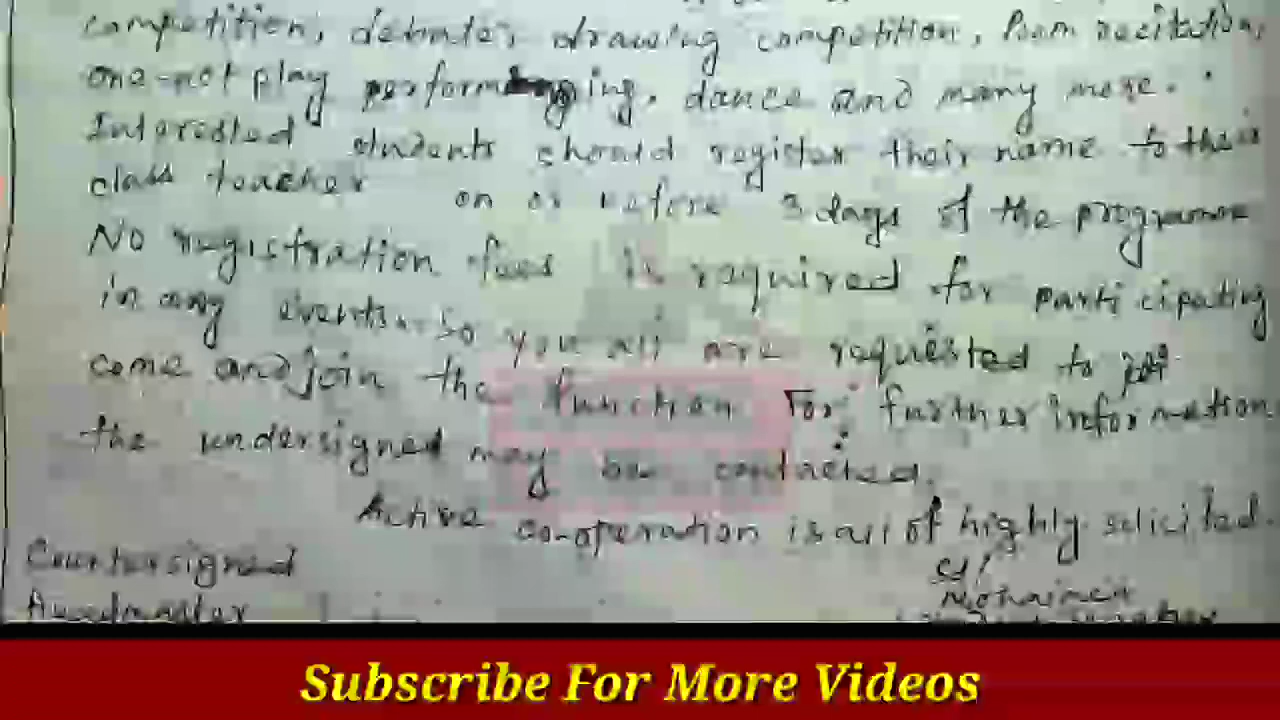 competition, debate, drawing competition, Poem recitation,
one-act play performing, dance and many more.
Interested students should register their name to their
class teacher on or before 3 days of the programme
No registration fees is required for participating
in any events. So you all are requested to
come and join the function For further information
the undersigned may be contacted.
Active co-operation is all of highly solicited.
Countersigned
Headmaster
Subscribe For More Videos